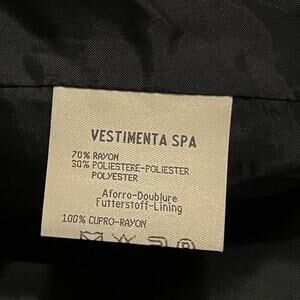 VESTIMENTA SPA
70% RAYON
30% POLIESTERE-POLIESTER
POLYESTER
Aforro-Doublure
Futterstoff-Lining
100% CUPRO-RAYON